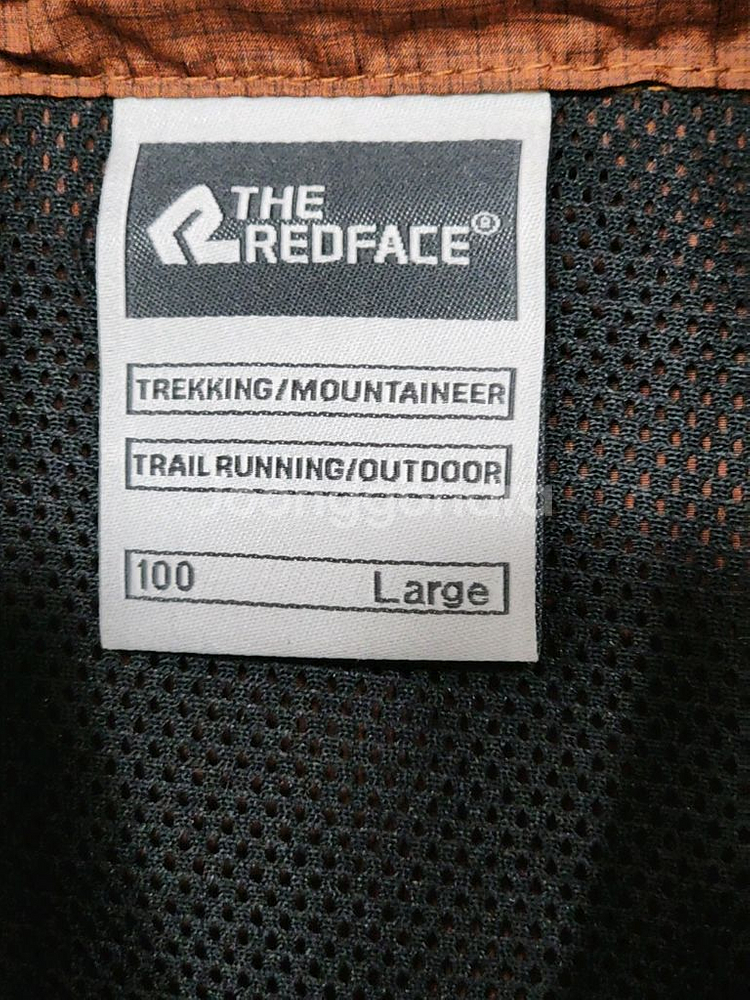 THE
REDFACE®
TREKKING/MOUNTAINEER
TRAIL RUNNING/OUTDOOR
100 Large